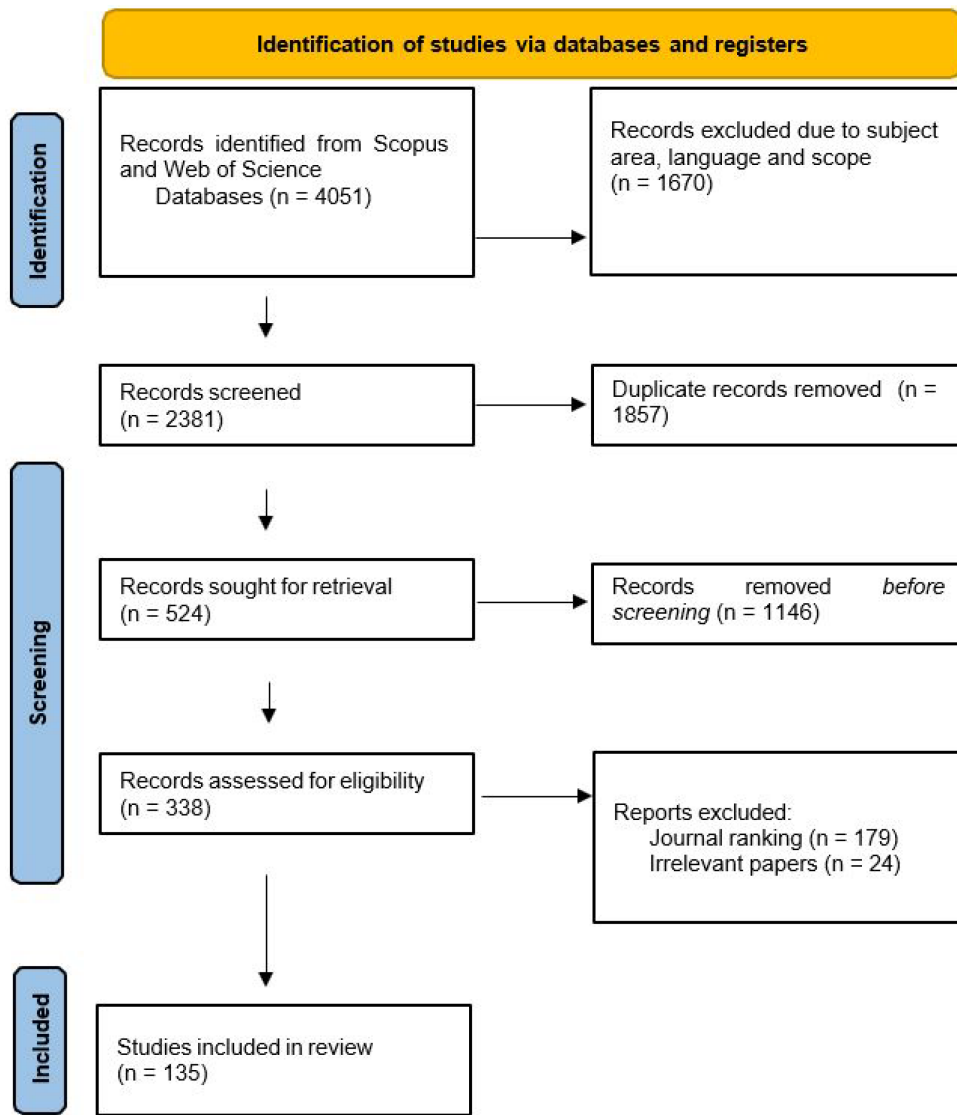 Identification of studies via databases and registers
Identification
Records identified from Scopus
and Web of Science
Databases (n = 4051)
Records excluded due to subject
area, language and scope
(n = 1670)
Records screened
(n = 2381)
Duplicate records removed (n =
1857)
Screening
Records sought for retrieval
(n = 524)
Records removed before
screening (n = 1146)
Records assessed for eligibility
(n = 338)
Reports excluded:
Journal ranking (n = 179)
Irrelevant papers (n = 24)
Included
Studies included in review
(n = 135)